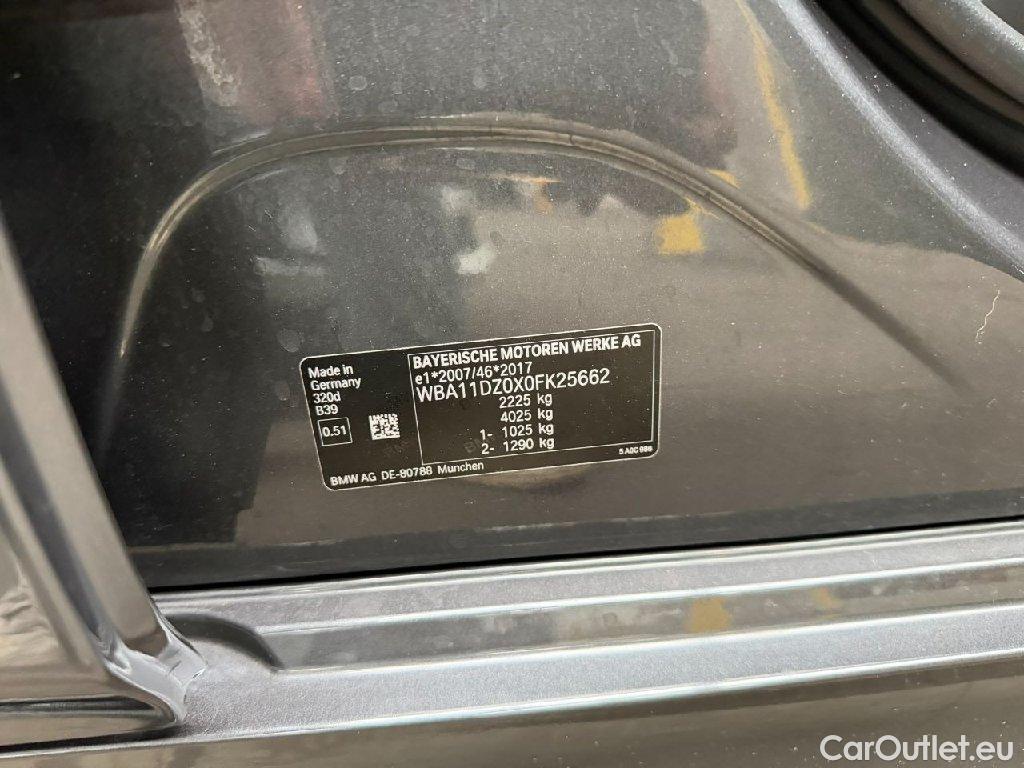 BAYERISCHE MOTOREN WERKE AG
e1*2007/46*2017
WBA11DZ0X0FK25662
2225 kg
4025 kg
1- 1025 kg
2- 1290 kg
Made in
Germany
320d
B39
0.51
BMW AG DE-80788 München
CarOutlet.eu